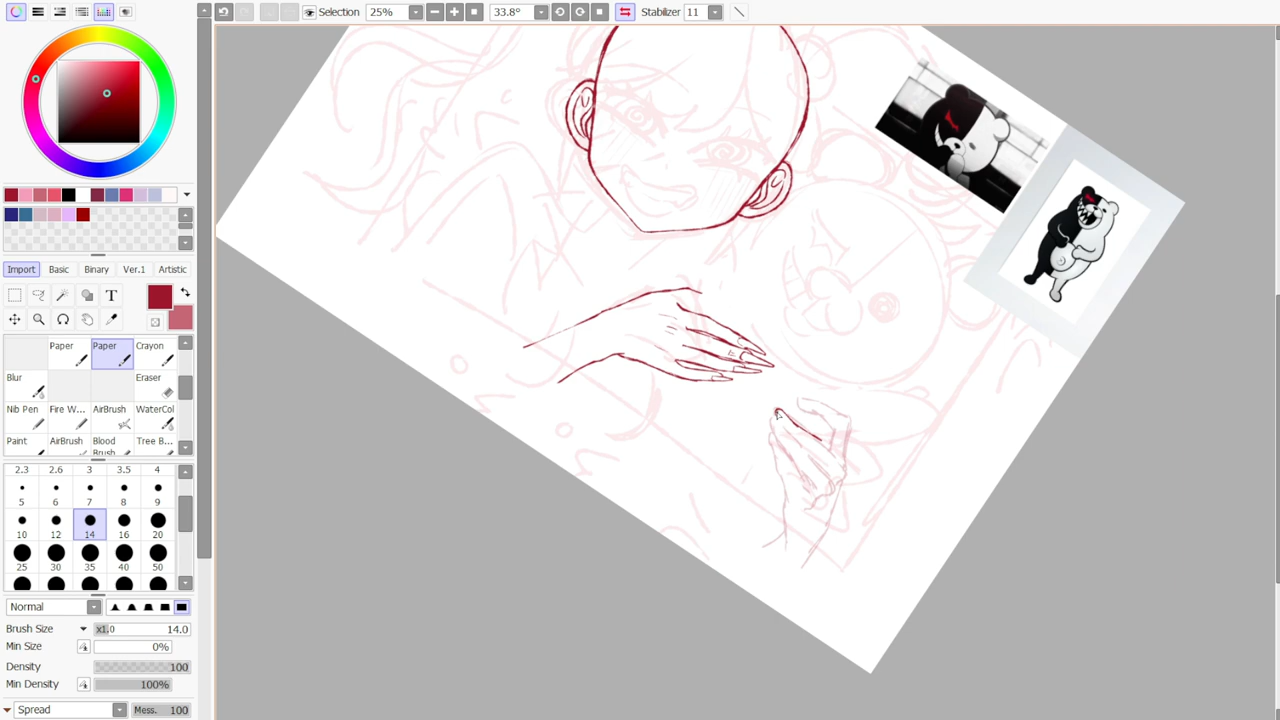 Selection 25% 33.8° Stabilizer 11
Import Basic Binary Ver.1 Artistic
T
Paper Paper Crayon
Blur Eraser
Nib Pen Fire W... AirBrush WaterCol
Paint AirBrush Blood Brush Tree B...
2.3 2.6 3 3.5 4
5 6 7 8 9
10 12 14 16 20
25 30 35 40 50
Normal
Brush Size x1.0 14.0
Min Size 0%
Density 100
Min Density 100%
Spread Mess. 100